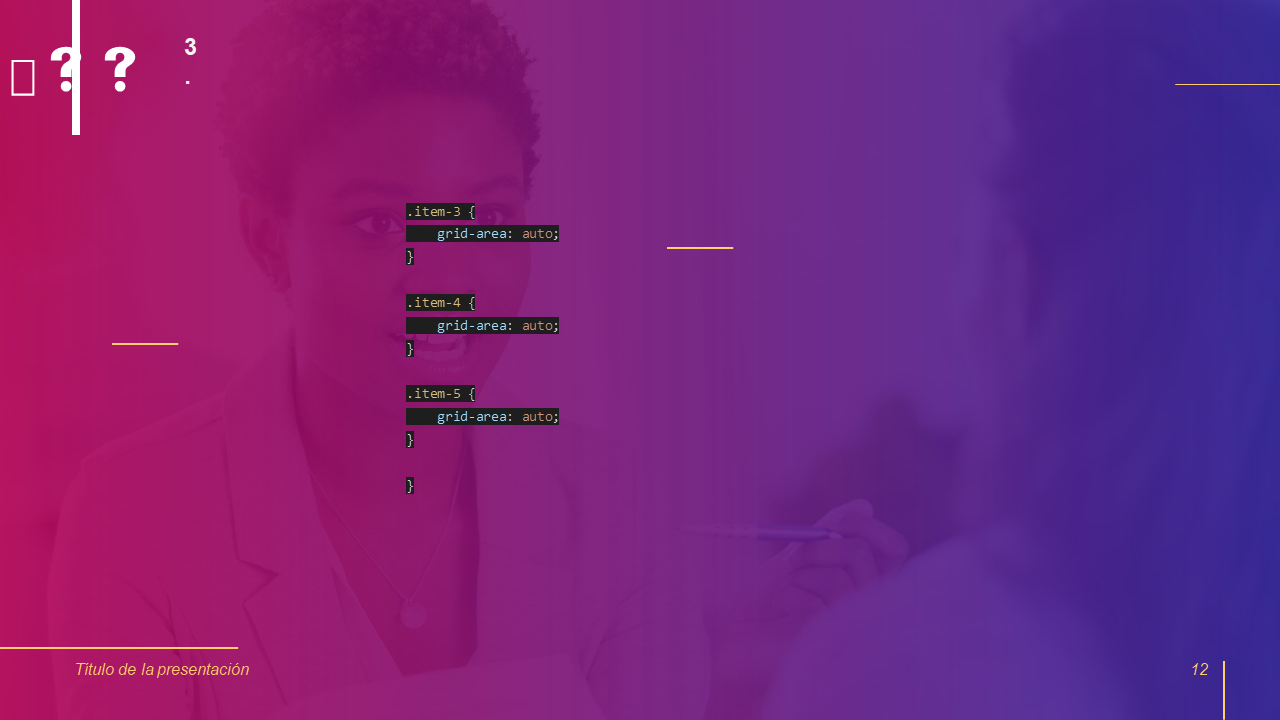 ? ?
3
.
.item-3 {
    grid-area: auto;
}
.item-4 {
    grid-area: auto;
}
.item-5 {
    grid-area: auto;
}
}
Título de la presentación
12